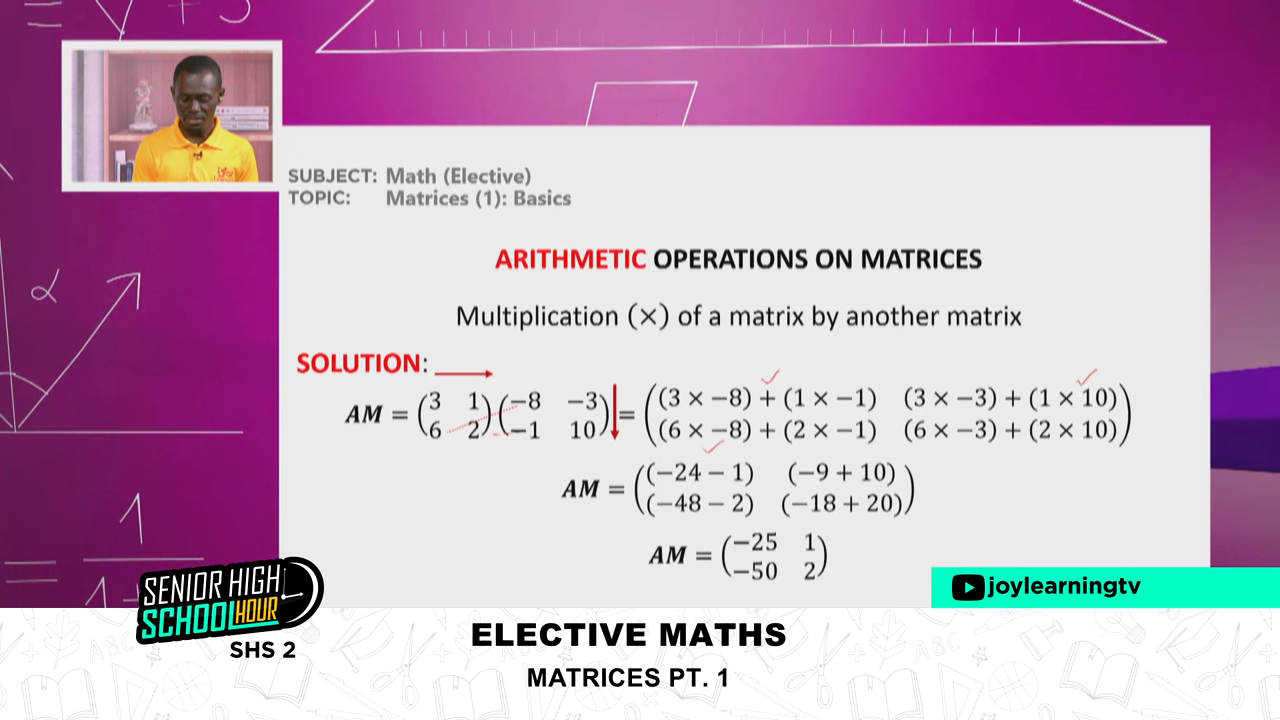 + 3
SUBJECT: Math (Elective)
TOPIC: Matrices (1): Basics
ARITHMETIC OPERATIONS ON MATRICES
Multiplication (×) of a matrix by another matrix
SOLUTION:
AM = (3 1; 6 2)(−8 −3; −1 10) = ((3 × −8) + (1 × −1) (3 × −3) + (1 × 10); (6 × −8) + (2 × −1) (6 × −3) + (2 × 10))
AM = ((−24 − 1) (−9 + 10); (−48 − 2) (−18 + 20))
AM = (−25 1; −50 2)
α
1
=
SENIOR HIGH
SCHOOL HOUR
SHS 2
joylearningtv
ELECTIVE MATHS
MATRICES PT. 1